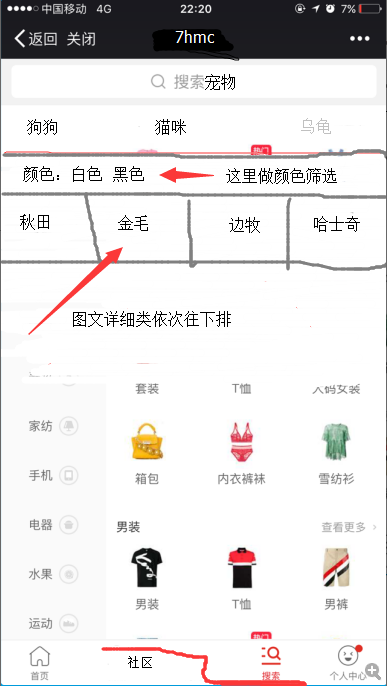 中国移动 4G 22:20 7%
返回 关闭 7hmc
搜索宠物
狗狗 猫咪 乌龟
热门
颜色：白色 黑色 这里做颜色筛选
秋田 金毛 边牧 哈士奇
图文详细类依次往下排
套装 T恤 大码女装
家纺
箱包 内衣裤袜 雪纺衫
手机
电器
男装 查看更多
水果
男装 T恤 男裤
运动
热门
首页 社区 搜索 个人中心